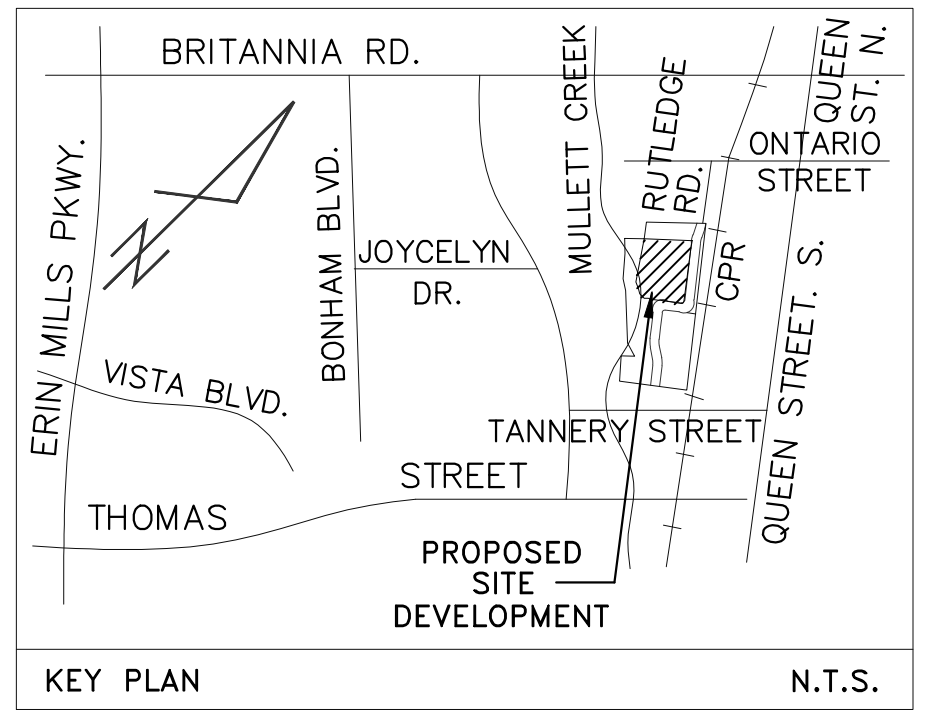 BRITANNIA RD.
ERIN MILLS PKWY.
BONHAM BLVD.
JOYCELYN
DR.
VISTA BLVD.
MULLETT CREEK
RUTLEDGE
RD.
QUEEN
ST. N.
ONTARIO
STREET
CPR
QUEEN STREET. S.
TANNERY STREET
THOMAS STREET
PROPOSED
SITE
DEVELOPMENT
N
KEY PLAN
N.T.S.